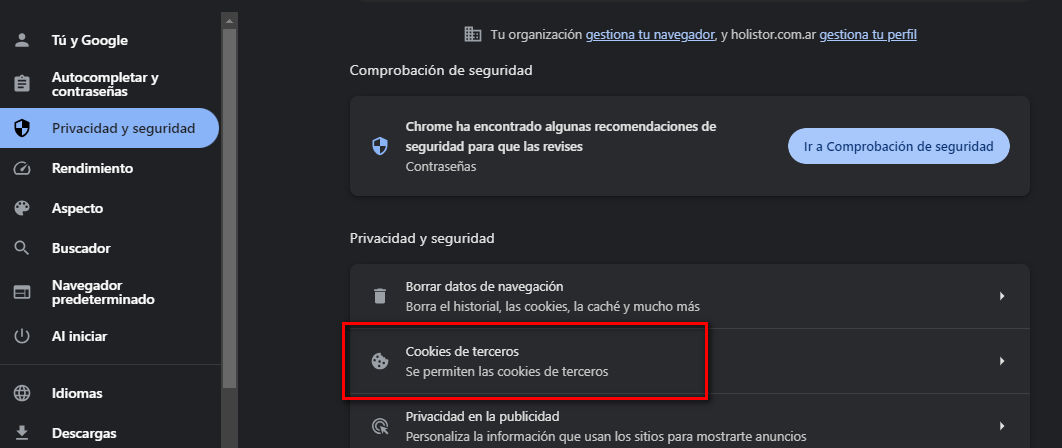 Tú y Google
Autocompletar y
contraseñas
Privacidad y seguridad
Rendimiento
Aspecto
Buscador
Navegador
predeterminado
Al iniciar
Idiomas
Descargas
Tu organización gestiona tu navegador, y holistor.com.ar gestiona tu perfil
Comprobación de seguridad
Chrome ha encontrado algunas recomendaciones de
seguridad para que las revises
Contraseñas
Ir a Comprobación de seguridad
Privacidad y seguridad
Borrar datos de navegación
Borra el historial, las cookies, la caché y mucho más
Cookies de terceros
Se permiten las cookies de terceros
Privacidad en la publicidad
Personaliza la información que usan los sitios para mostrarte anuncios